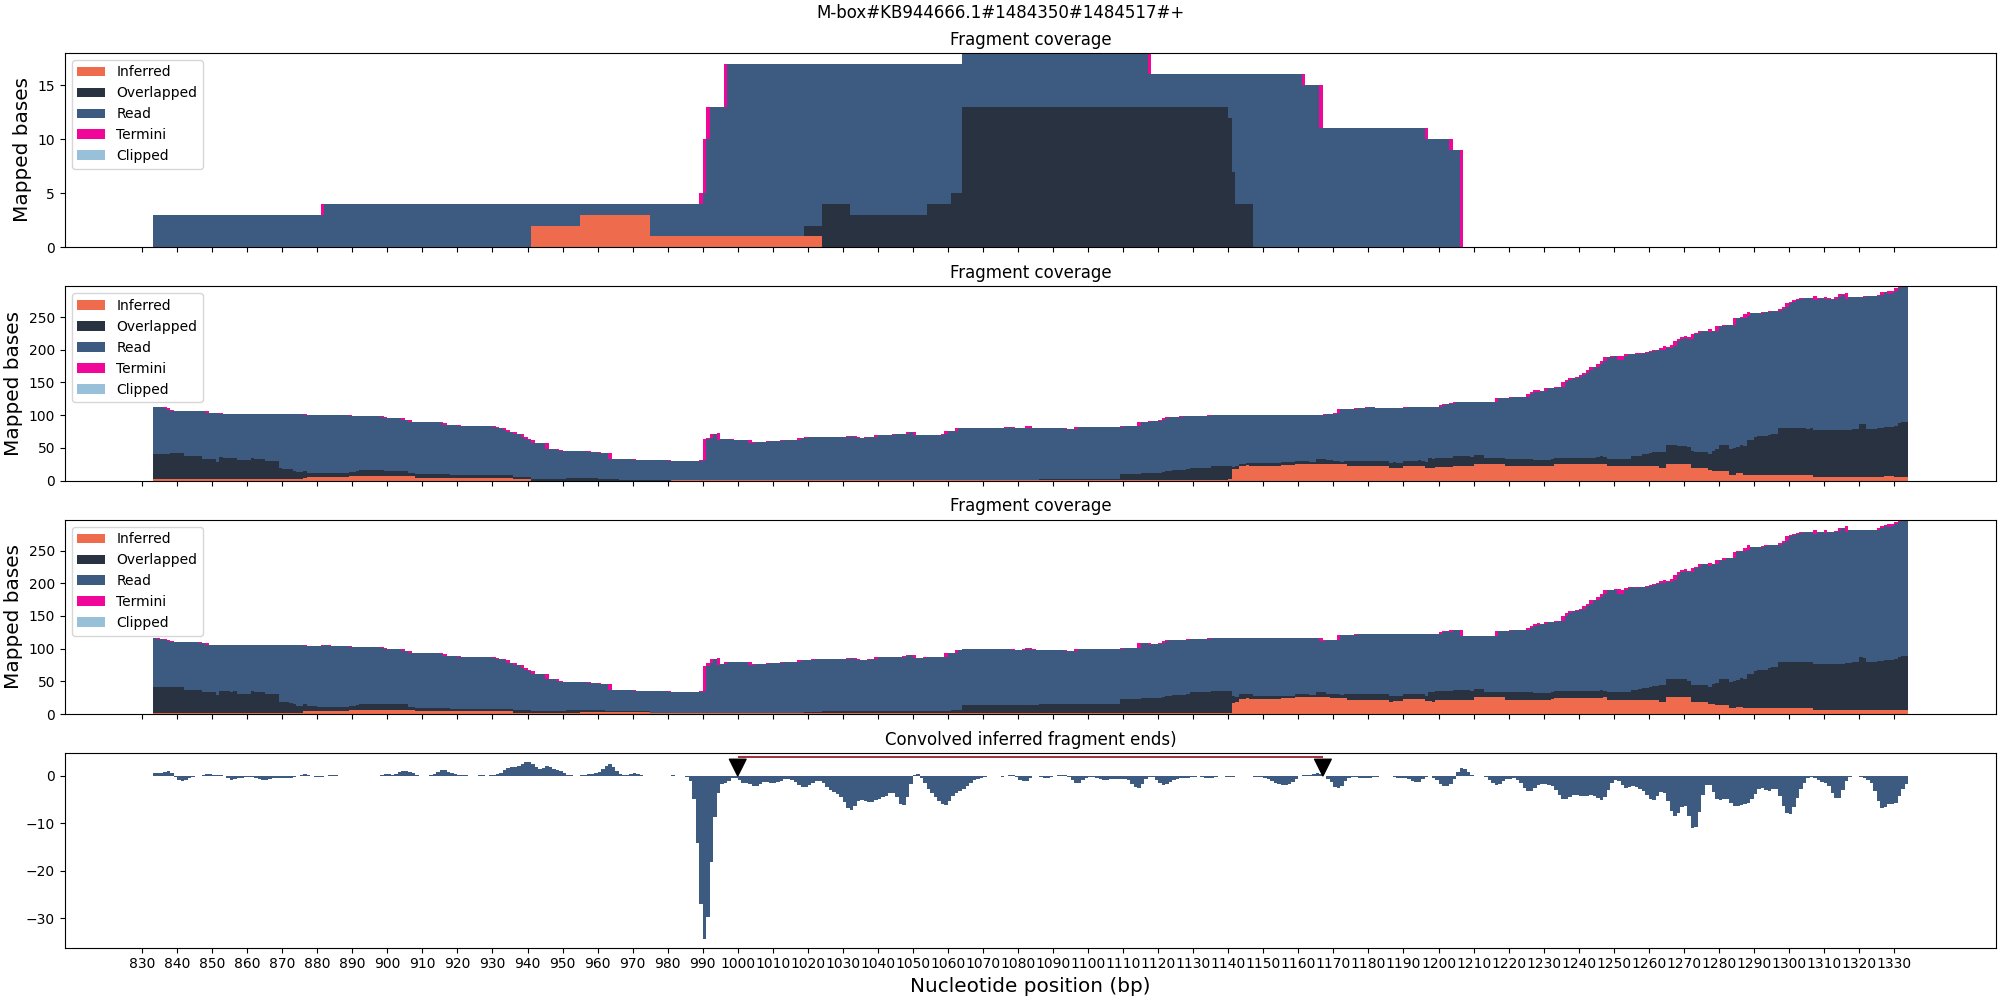 M-box#KB944666.1#1484350#1484517#+
Fragment coverage
Mapped bases
15
10
5
0
Inferred
Overlapped
Read
Termini
Clipped
Fragment coverage
Mapped bases
250
200
150
100
50
0
Inferred
Overlapped
Read
Termini
Clipped
Fragment coverage
Mapped bases
250
200
150
100
50
0
Inferred
Overlapped
Read
Termini
Clipped
Convolved inferred fragment ends)
0
−10
−20
−30
830 840 850 860 870 880 890 900 910 920 930 940 950 960 970 980 990 1000 1010 1020 1030 1040 1050 1060 1070 1080 1090 1100 1110 1120 1130 1140 1150 1160 1170 1180 1190 1200 1210 1220 1230 1240 1250 1260 1270 1280 1290 1300 1310 1320 1330
Nucleotide position (bp)